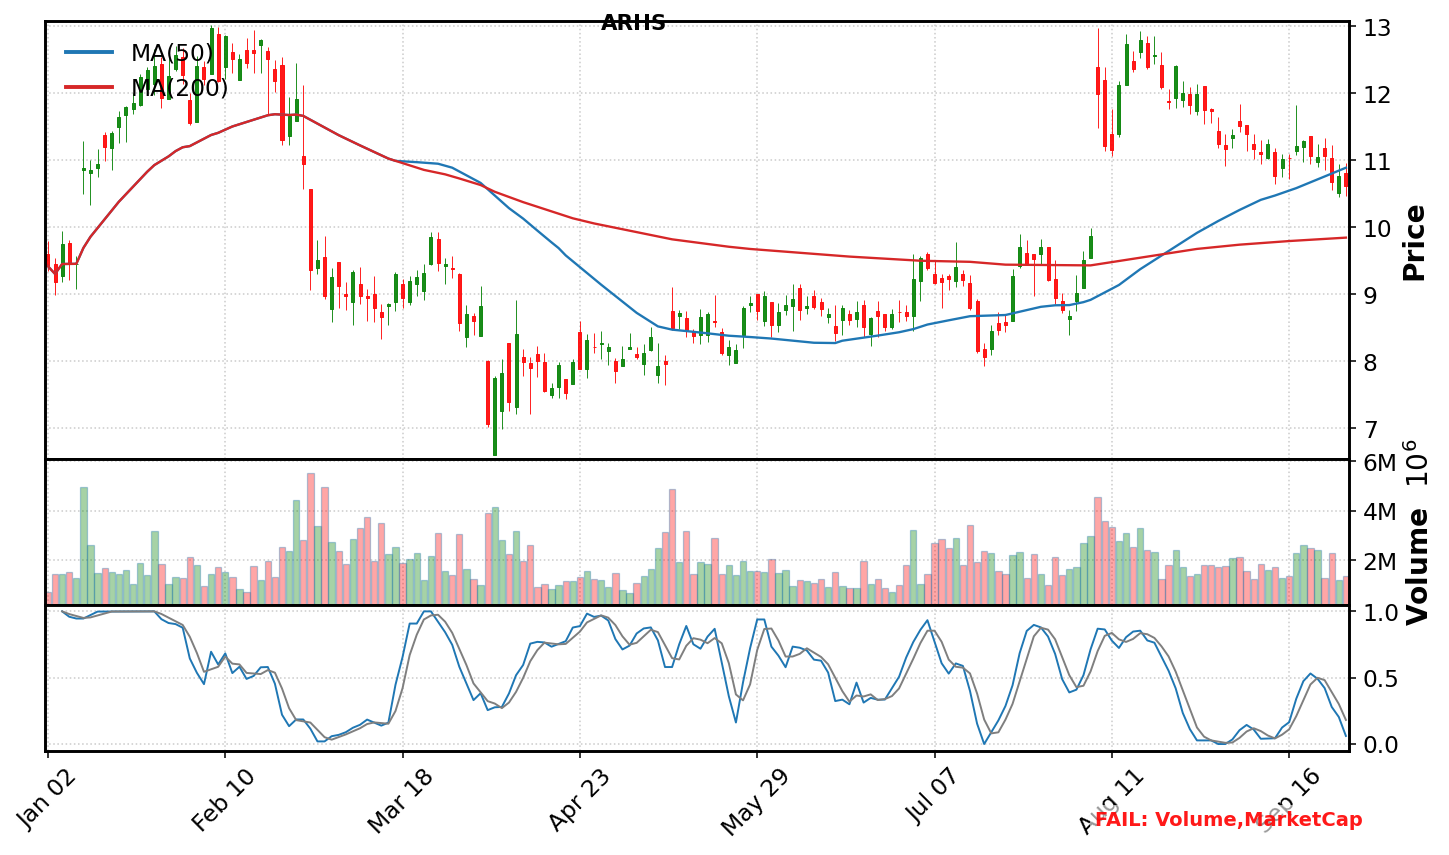 ARHS
MA(50)
MA(200)
13
12
11
10
9
8
7
Price
6M
4M
2M
Volume 10^6
1.0
0.5
0.0
Jan 02
Feb 10
Mar 18
Apr 23
May 29
Jul 07
Aug 11
Sep 16
FAIL: Volume,MarketCap